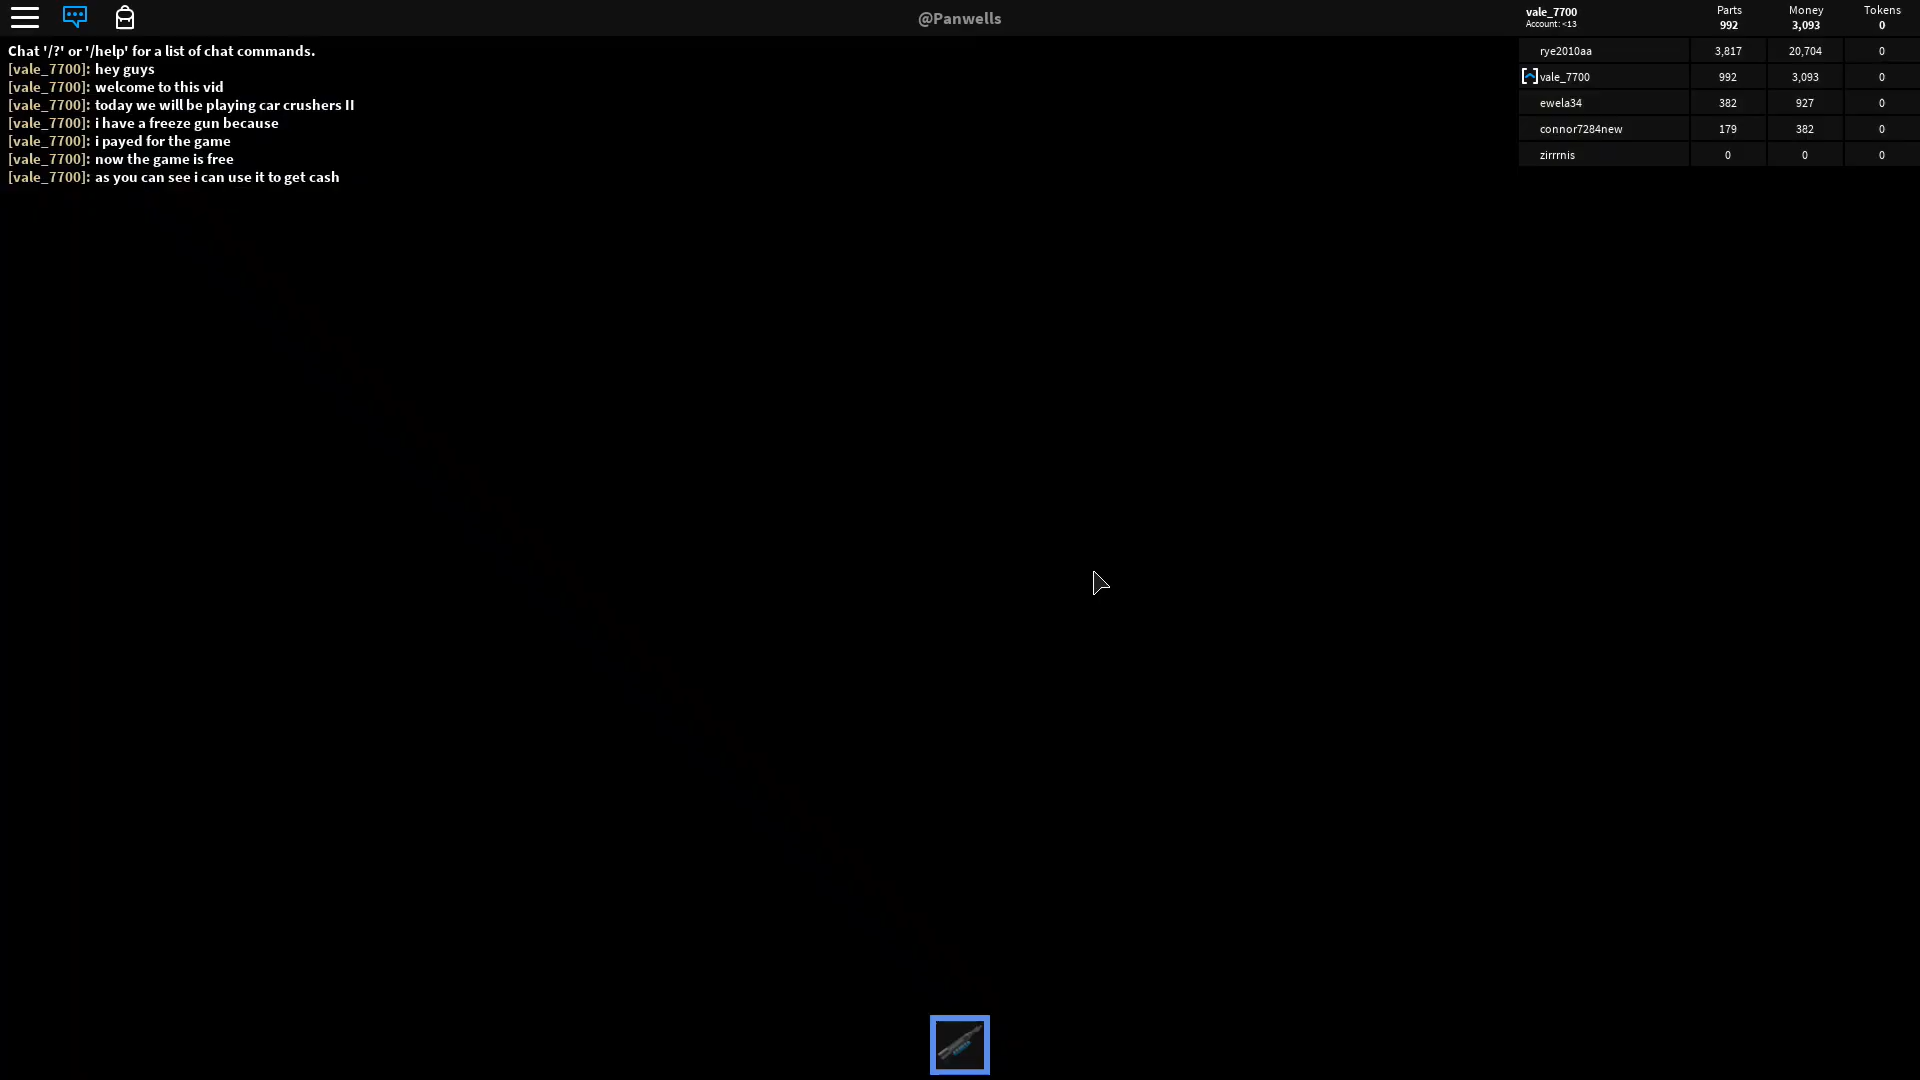 @Panwells
vale_7700
Account: <13
Parts
992
Money
3,093
Tokens
0
Chat '/?' or '/help' for a list of chat commands.
[vale_7700]: hey guys
[vale_7700]: welcome to this vid
[vale_7700]: today we will be playing car crushers II
[vale_7700]: i have a freeze gun because
[vale_7700]: i payed for the game
[vale_7700]: now the game is free
[vale_7700]: as you can see i can use it to get cash
rye2010aa 3,817 20,704 0
vale_7700 992 3,093 0
ewela34 382 927 0
connor7284new 179 382 0
zirrrnis 0 0 0